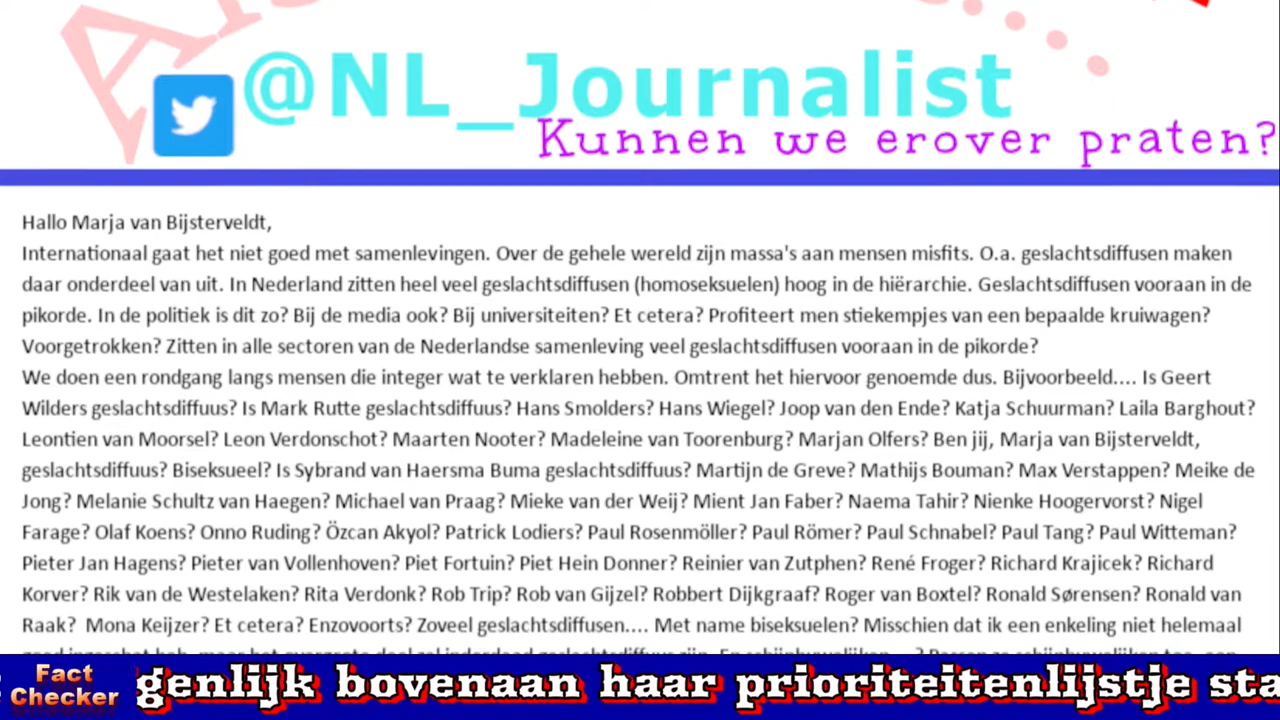 @NL_Journalist
Kunnen we erover praten?
Hallo Marja van Bijsterveldt,
Internationaal gaat het niet goed met samenlevingen. Over de gehele wereld zijn massa's aan mensen misfits. O.a. geslachtsdiffusen maken
daar onderdeel van uit. In Nederland zitten heel veel geslachtsdiffusen (homoseksuelen) hoog in de hiërarchie. Geslachtsdiffusen vooraan in de
pikorde. In de politiek is dit zo? Bij de media ook? Bij universiteiten? Et cetera? Profiteert men stiekempjes van een bepaalde kruiwagen?
Voorgetrokken? Zitten in alle sectoren van de Nederlandse samenleving veel geslachtsdiffusen vooraan in de pikorde?
We doen een rondgang langs mensen die integer wat te verklaren hebben. Omtrent het hiervoor genoemde dus. Bijvoorbeeld.... Is Geert
Wilders geslachtsdiffuus? Is Mark Rutte geslachtsdiffuus? Hans Smolders? Hans Wiegel? Joop van den Ende? Katja Schuurman? Laila Barghout?
Leontien van Moorsel? Leon Verdonschot? Maarten Nooter? Madeleine van Toorenburg? Marjan Olfers? Ben jij, Marja van Bijsterveldt,
geslachtsdiffuus? Biseksueel? Is Sybrand van Haersma Buma geslachtsdiffuus? Martijn de Greve? Mathijs Bouman? Max Verstappen? Meike de
Jong? Melanie Schultz van Haegen? Michael van Praag? Mieke van der Weij? Mient Jan Faber? Naema Tahir? Nienke Hoogervorst? Nigel
Farage? Olaf Koens? Onno Ruding? Özcan Akyol? Patrick Lodiers? Paul Rosenmöller? Paul Römer? Paul Schnabel? Paul Tang? Paul Witteman?
Pieter Jan Hagens? Pieter van Vollenhoven? Piet Fortuin? Piet Hein Donner? Reinier van Zutphen? René Froger? Richard Krajicek? Richard
Korver? Rik van de Westelaken? Rita Verdonk? Rob Trip? Rob van Gijzel? Robbert Dijkgraaf? Roger van Boxtel? Ronald Sørensen? Ronald van
Raak?  Mona Keijzer? Et cetera? Enzovoorts? Zoveel geslachtsdiffusen.... Met name biseksuelen? Misschien dat ik een enkeling niet helemaal
Fact
Checker
genlijk bovenaan haar prioriteitenlijstje sta